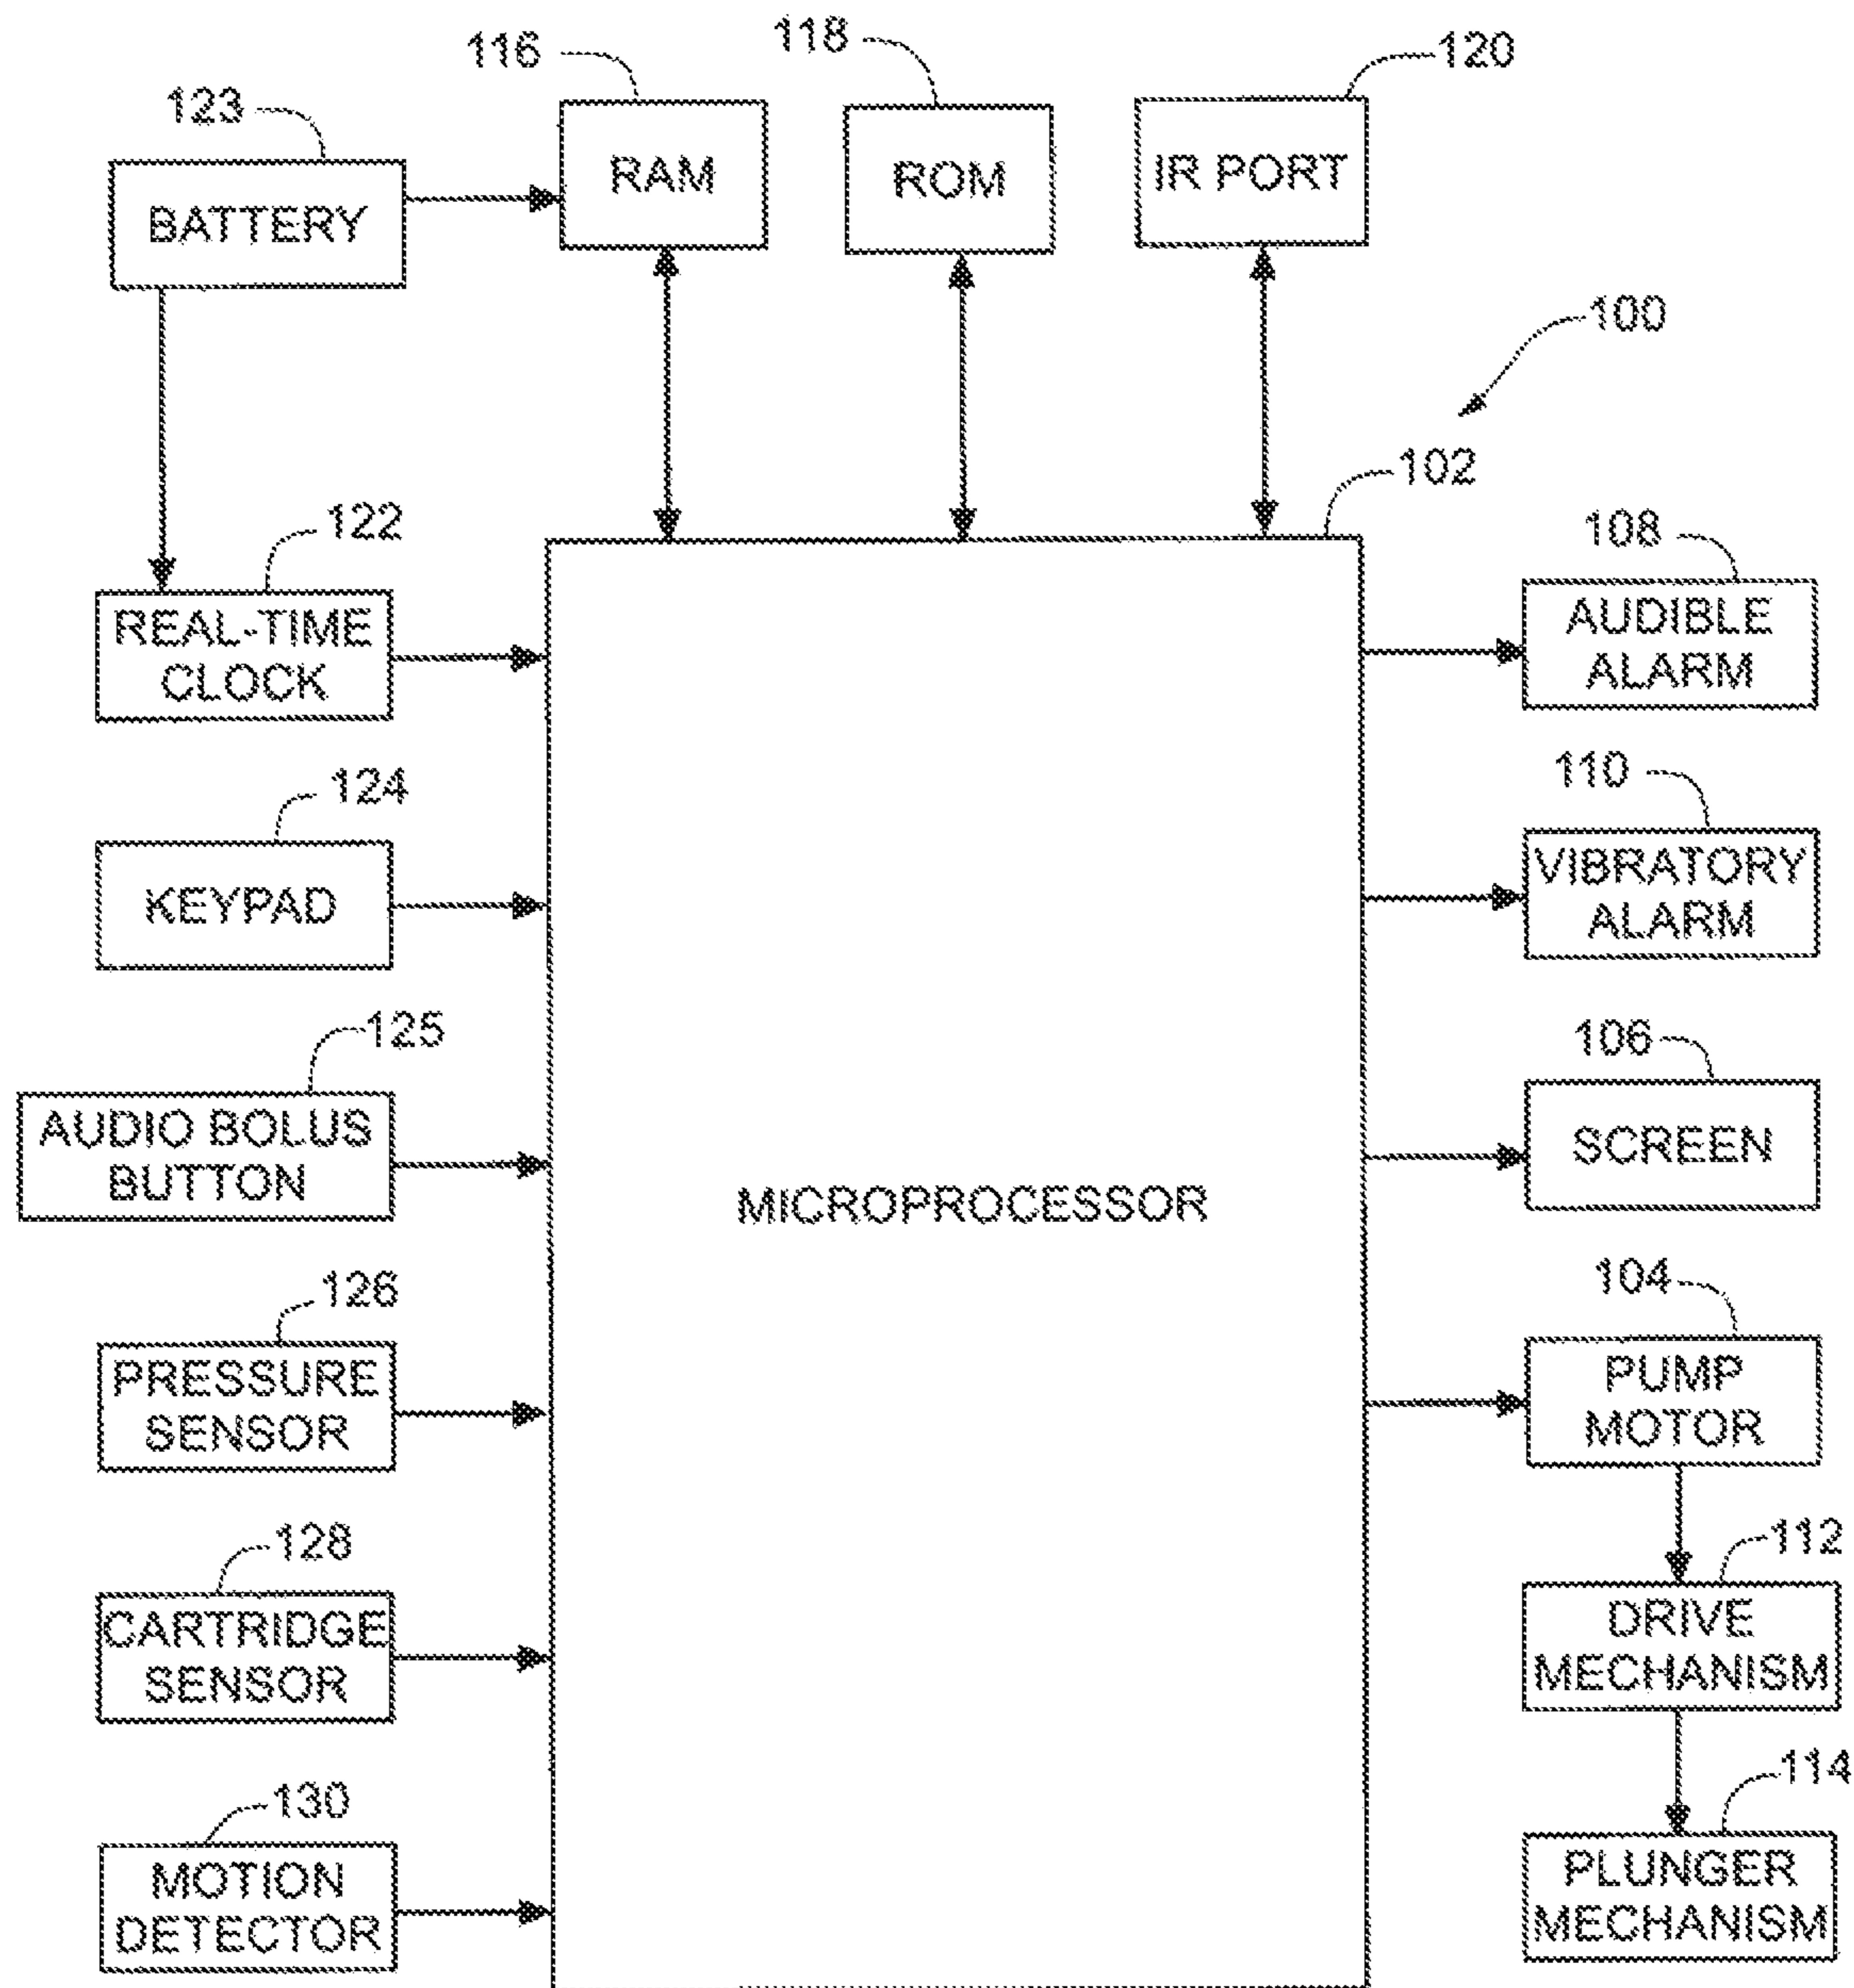 116
118
120
123
RAM
ROM
IR PORT
BATTERY
100
102
122
108
REAL-TIME
CLOCK
AUDIBLE
ALARM
124
110
KEYPAD
VIBRATORY
ALARM
125
106
AUDIO BOLUS
BUTTON
SCREEN
MICROPROCESSOR
126
104
PRESSURE
SENSOR
PUMP
MOTOR
128
112
CARTRIDGE
SENSOR
DRIVE
MECHANISM
130
114
MOTION
DETECTOR
PLUNGER
MECHANISM